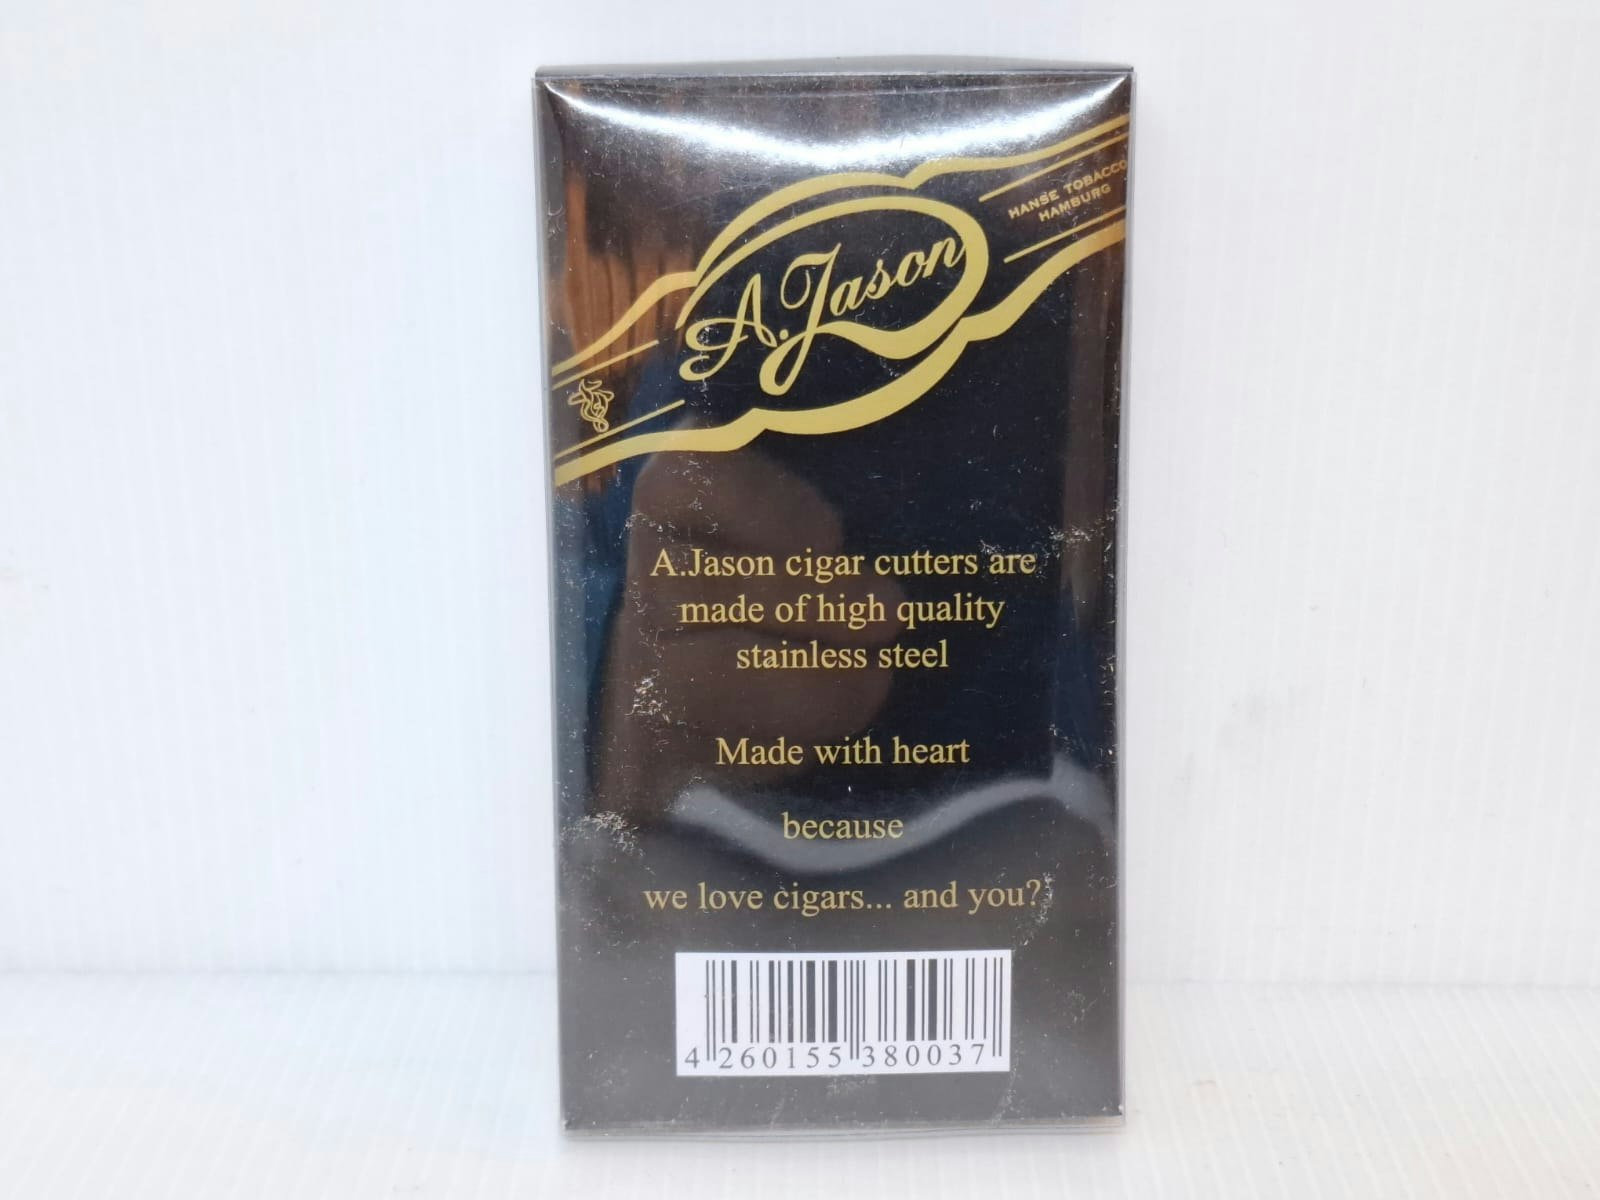 HANSE TOBACCO
HAMBURG
A.Jason
A.Jason cigar cutters are
made of high quality
stainless steel
Made with heart
because
we love cigars... and you?
4 260155 380037